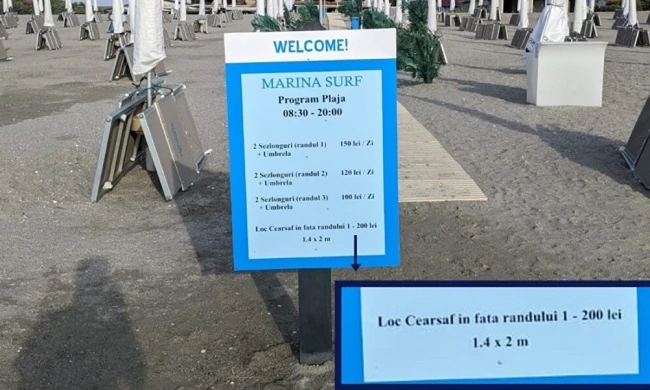 WELCOME!
MARINA SURF
Program Plaja
08:30 - 20:00
2 Sezlonguri (randul 1) 150 lei / Zi
+ Umbrela
2 Sezlonguri (randul 2) 120 lei / Zi
+ Umbrela
2 Sezlonguri (randul 3) 100 lei / Zi
+ Umbrela
Loc Cearsaf in fata randului 1 - 200 lei
1.4 x 2 m
Loc Cearsaf in fata randului 1 - 200 lei
1.4 x 2 m